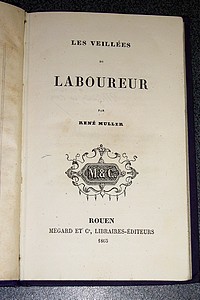 LES VEILLÉES
DU
LABOUREUR
PAR
RENÉ MULLER
M & C.
ROUEN
MÉGARD ET Cie, LIBRAIRES-ÉDITEURS
1863